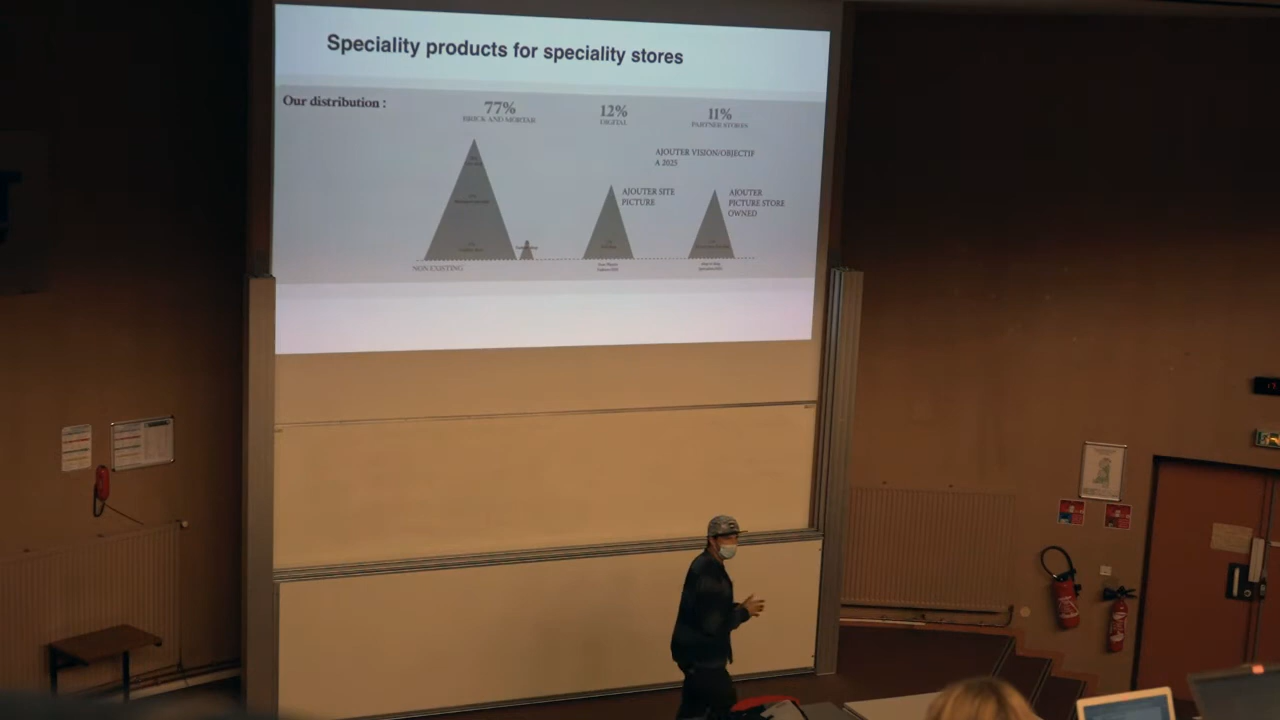 Speciality products for speciality stores
Our distribution :
77%
BRICK AND MORTAR
12%
DIGITAL
11%
PARTNER STORES
AJOUTER VISION/OBJECTIF
A 2025
AJOUTER SITE
PICTURE
AJOUTER
PICTURE STORE
OWNED
NON EXISTING